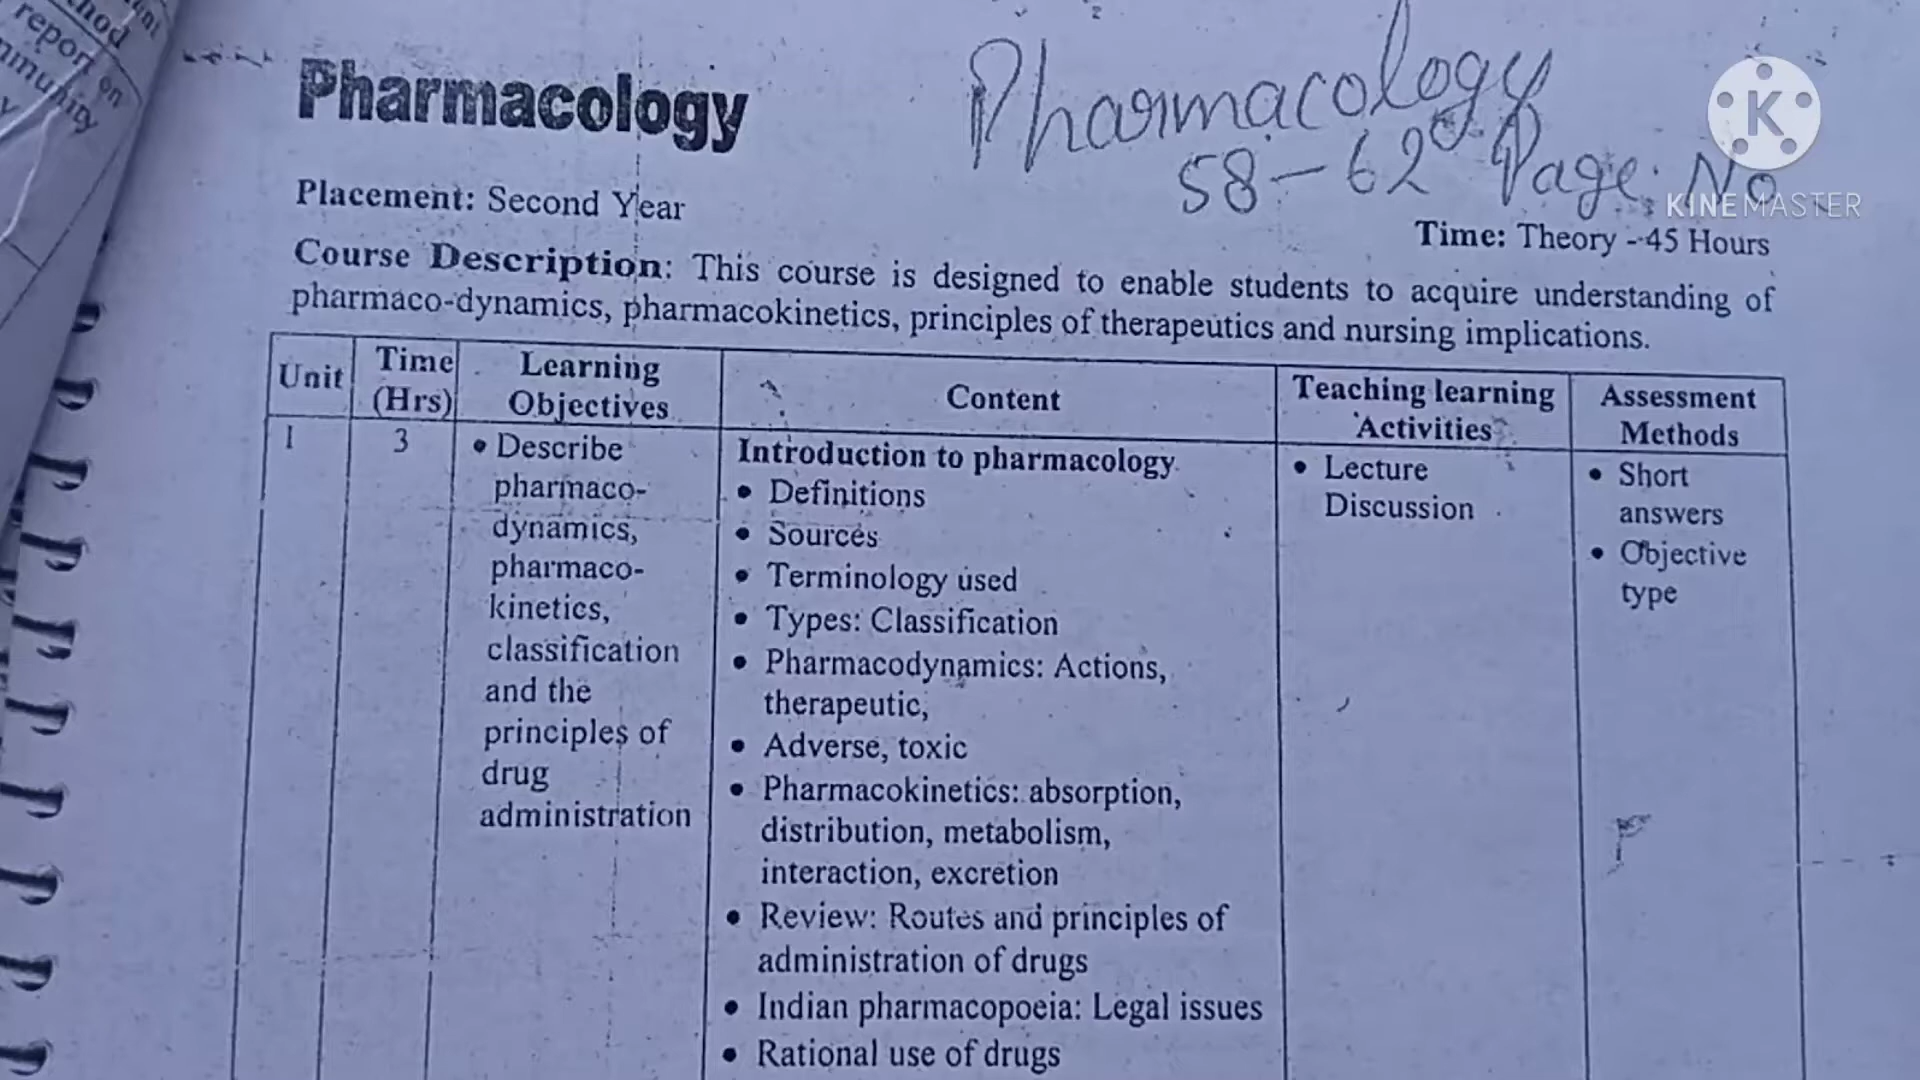 hod
report on
mmunity
y
Pharmacology
Pharmacology
58-62 Page No
K
KINEMASTER
Placement: Second Year
Time: Theory - 45 Hours
Course Description: This course is designed to enable students to acquire understanding of
pharmaco-dynamics, pharmacokinetics, principles of therapeutics and nursing implications.
Unit
Time
(Hrs)
Learning
Objectives
Content
Teaching learning
Activities
Assessment
Methods
I
3
• Describe
pharmaco-
dynamics,
pharmaco-
kinetics,
classification
and the
principles of
drug
administration
Introduction to pharmacology
• Definitions
• Sources
• Terminology used
• Types: Classification
• Pharmacodynamics: Actions,
therapeutic,
• Adverse, toxic
• Pharmacokinetics: absorption,
distribution, metabolism,
interaction, excretion
• Review: Routes and principles of
administration of drugs
• Indian pharmacopoeia: Legal issues
• Rational use of drugs
• Lecture
Discussion
• Short
answers
• Objective
type